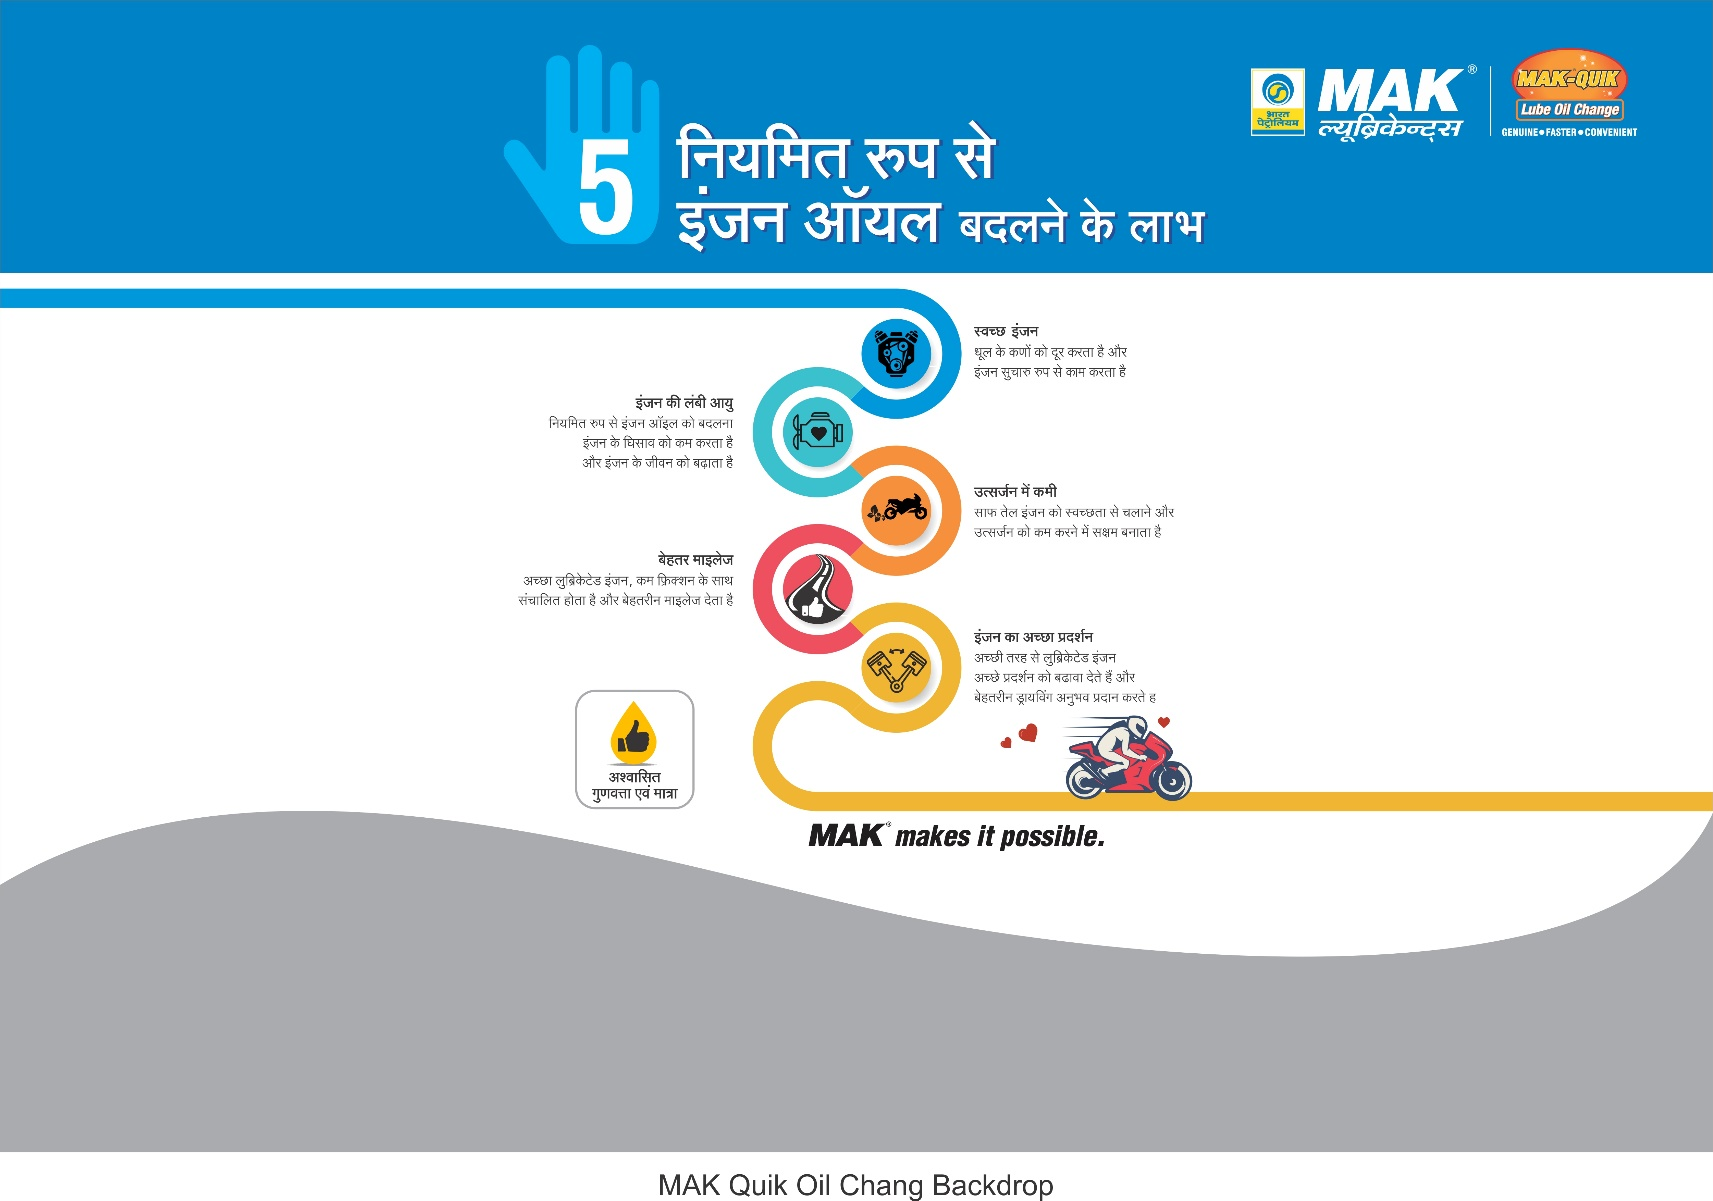 5
नियमित रुप से
इंजन ऑयल बदलने के लाभ
भारत
पेट्रोलियम
MAK®
ल्यूब्रिकेन्ट्स
MAK-QUIK
Lube Oil Change
GENUINE●FASTER●CONVENIENT
स्वच्छ इंजन
धूल के कणों को दूर करता है और
इंजन सुचारु रुप से काम करता है
इंजन की लंबी आयु
नियमित रुप से इंजन ऑइल को बदलना
इंजन के घिसाव को कम करता है
और इंजन के जीवन को बढ़ाता है
उत्सर्जन में कमी
साफ तेल इंजन को स्वच्छता से चलाने और
उत्सर्जन को कम करने में सक्षम बनाता है
बेहतर माइलेज
अच्छा लुब्रिकेटेड इंजन, कम फ़्रिक्शन के साथ
संचालित होता है और बेहतरीन माइलेज देता है
इंजन का अच्छा प्रदर्शन
अच्छी तरह से लुब्रिकेटेड इंजन
अच्छे प्रदर्शन को बढावा देते हैं और
बेहतरीन ड्रायविंग अनुभव प्रदान करते ह
1
अश्वासित
गुणवत्ता एवं मात्रा
MAK® makes it possible.
MAK Quik Oil Chang Backdrop